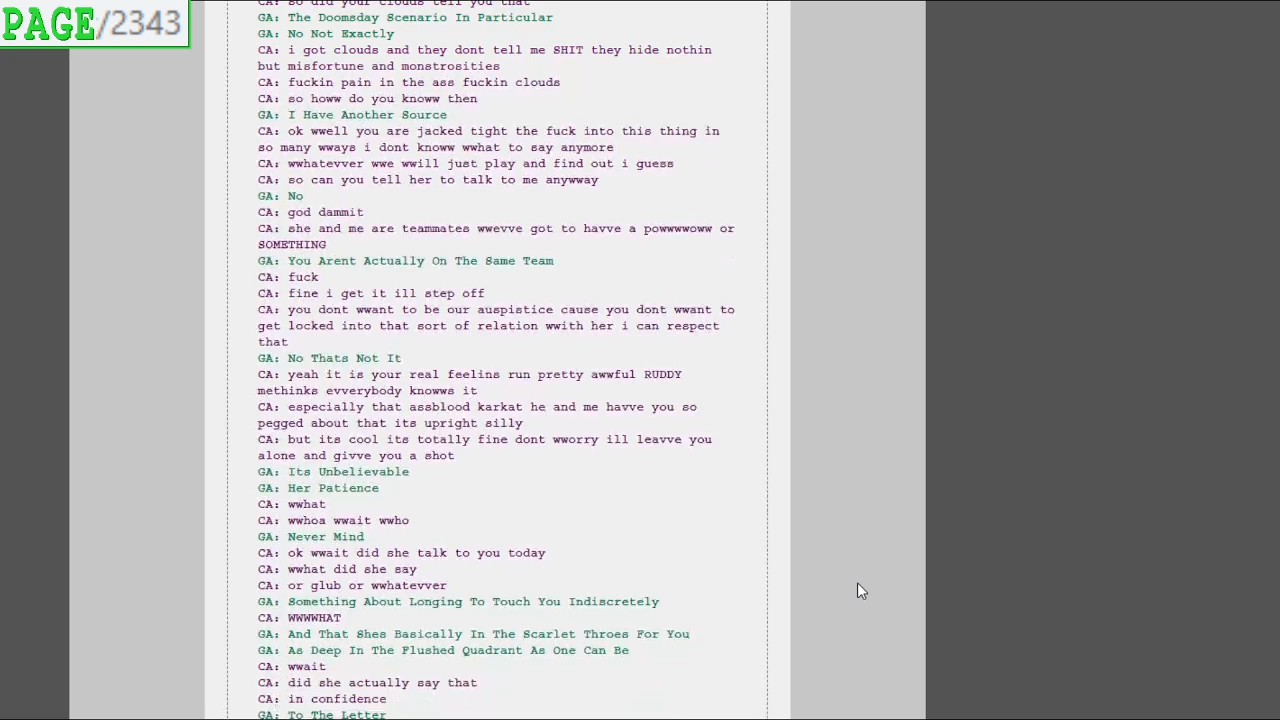 PAGE/2343
CA: so did your clouds tell you that
GA: The Doomsday Scenario In Particular
GA: No Not Exactly
CA: i got clouds and they dont tell me SHIT they hide nothin
but misfortune and monstrosities
CA: fuckin pain in the ass fuckin clouds
CA: so howw do you knoww then
GA: I Have Another Source
CA: ok wwell you are jacked tight the fuck into this thing in
so many wways i dont knoww wwhat to say anymore
CA: wwhatevver wwe wwill just play and find out i guess
CA: so can you tell her to talk to me anywway
GA: No
CA: god dammit
CA: she and me are teammates wwevve got to havve a powwwwoww or
SOMETHING
GA: You Arent Actually On The Same Team
CA: fuck
CA: fine i get it ill step off
CA: you dont wwant to be our auspistice cause you dont wwant to
get locked into that sort of relation wwith her i can respect
that
GA: No Thats Not It
CA: yeah it is your real feelins run pretty awwful RUDDY
methinks evverybody knowws it
CA: especially that assblood karkat he and me havve you so
pegged about that its upright silly
CA: but its cool its totally fine dont wworry ill leavve you
alone and givve you a shot
GA: Its Unbelievable
GA: Her Patience
CA: wwhat
CA: wwhoa wwait wwho
GA: Never Mind
CA: ok wwait did she talk to you today
CA: wwhat did she say
CA: or glub or wwhatevver
GA: Something About Longing To Touch You Indiscretely
CA: WWWWHAT
GA: And That Shes Basically In The Scarlet Throes For You
GA: As Deep In The Flushed Quadrant As One Can Be
CA: wwait
CA: did she actually say that
CA: in confidence
GA: To The Letter